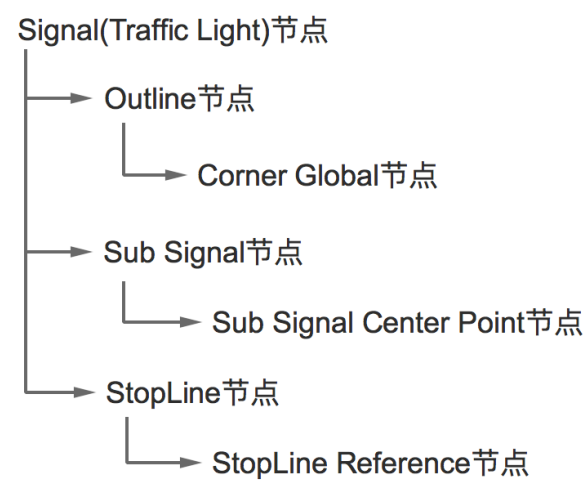 Signal(Traffic Light)节点
Outline节点
Corner Global节点
Sub Signal节点
Sub Signal Center Point节点
StopLine节点
StopLine Reference节点